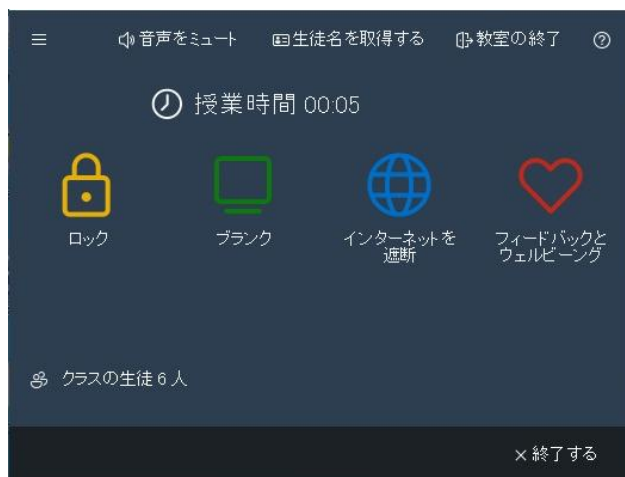 音声をミュート 生徒名を取得する 教室の終了
授業時間 00:05
ロック ブランク インターネットを遮断 フィードバックとウェルビーング
クラスの生徒 6 人
×終了する